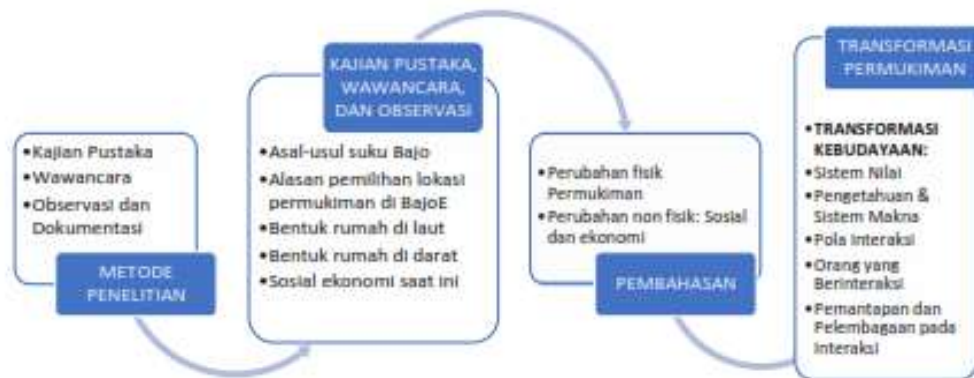 •Kajian Pustaka
•Wawancara
•Observasi dan
Dokumentasi
METODE
PENELITIAN
KAJIAN PUSTAKA,
WAWANCARA,
DAN OBSERVASI
•Asal-usul suku Bajo
•Alasan pemilihan lokasi
permukiman di BajoE
•Bentuk rumah di laut
•Bentuk rumah di darat
•Sosial ekonomi saat ini
•Perubahan fisik
Permukiman
•Perubahan non fisik: Sosial
dan ekonomi
PEMBAHASAN
TRANSFORMASI
PERMUKIMAN
•TRANSFORMASI
KEBUDAYAAN:
•Sistem Nilai
•Pengetahuan &
Sistem Makna
•Pola Interaksi
•Orang yang
Berinteraksi
•Pemantapan dan
Pelembagaan pada
Interaksi